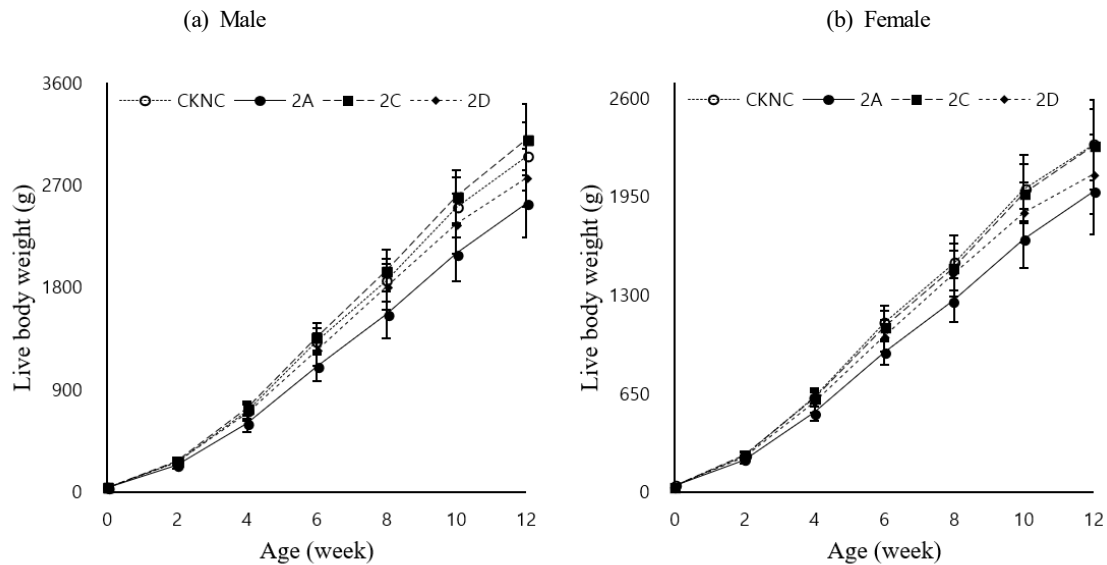 (a) Male
3600
2700
1800
900
0
CKNC 2A 2C 2D
Live body weight (g)
0 2 4 6 8 10 12
Age (week)
(b) Female
2600
1950
1300
650
0
CKNC 2A 2C 2D
Live body weight (g)
0 2 4 6 8 10 12
Age (week)